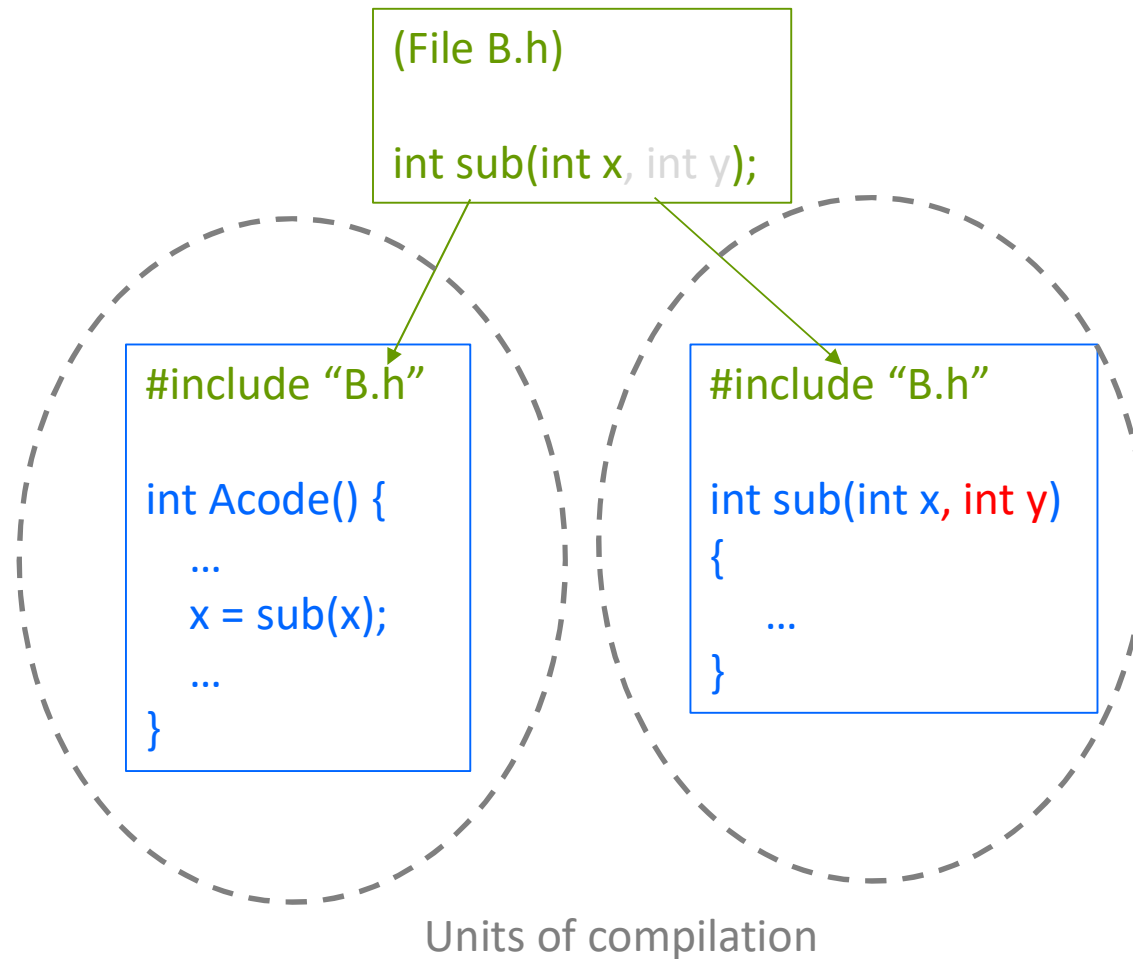 (File B.h)
int sub(int x, int y);
#include “B.h”
int Acode() {
…
x = sub(x);
…
}
#include “B.h”
int sub(int x, int y)
{
…
}
Units of compilation